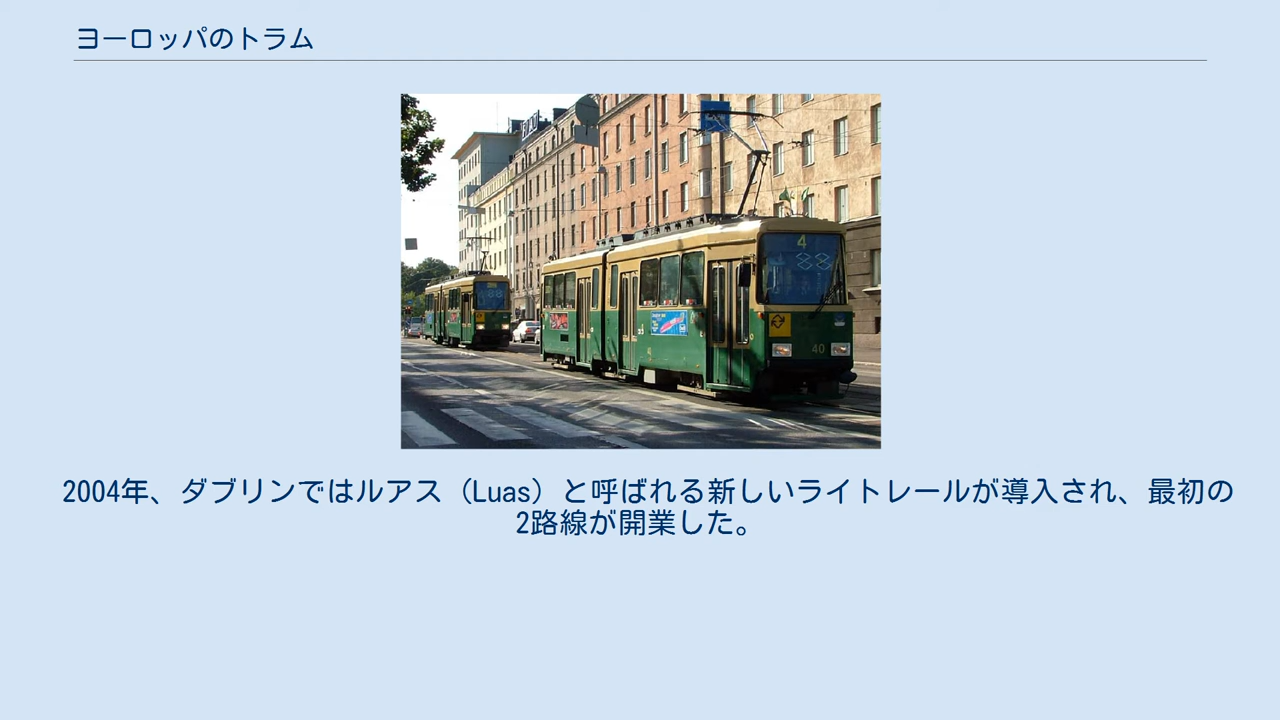 ヨーロッパのトラム
4
40
2004年、ダブリンではルアス（Luas）と呼ばれる新しいライトレールが導入され、最初の
2路線が開業した。